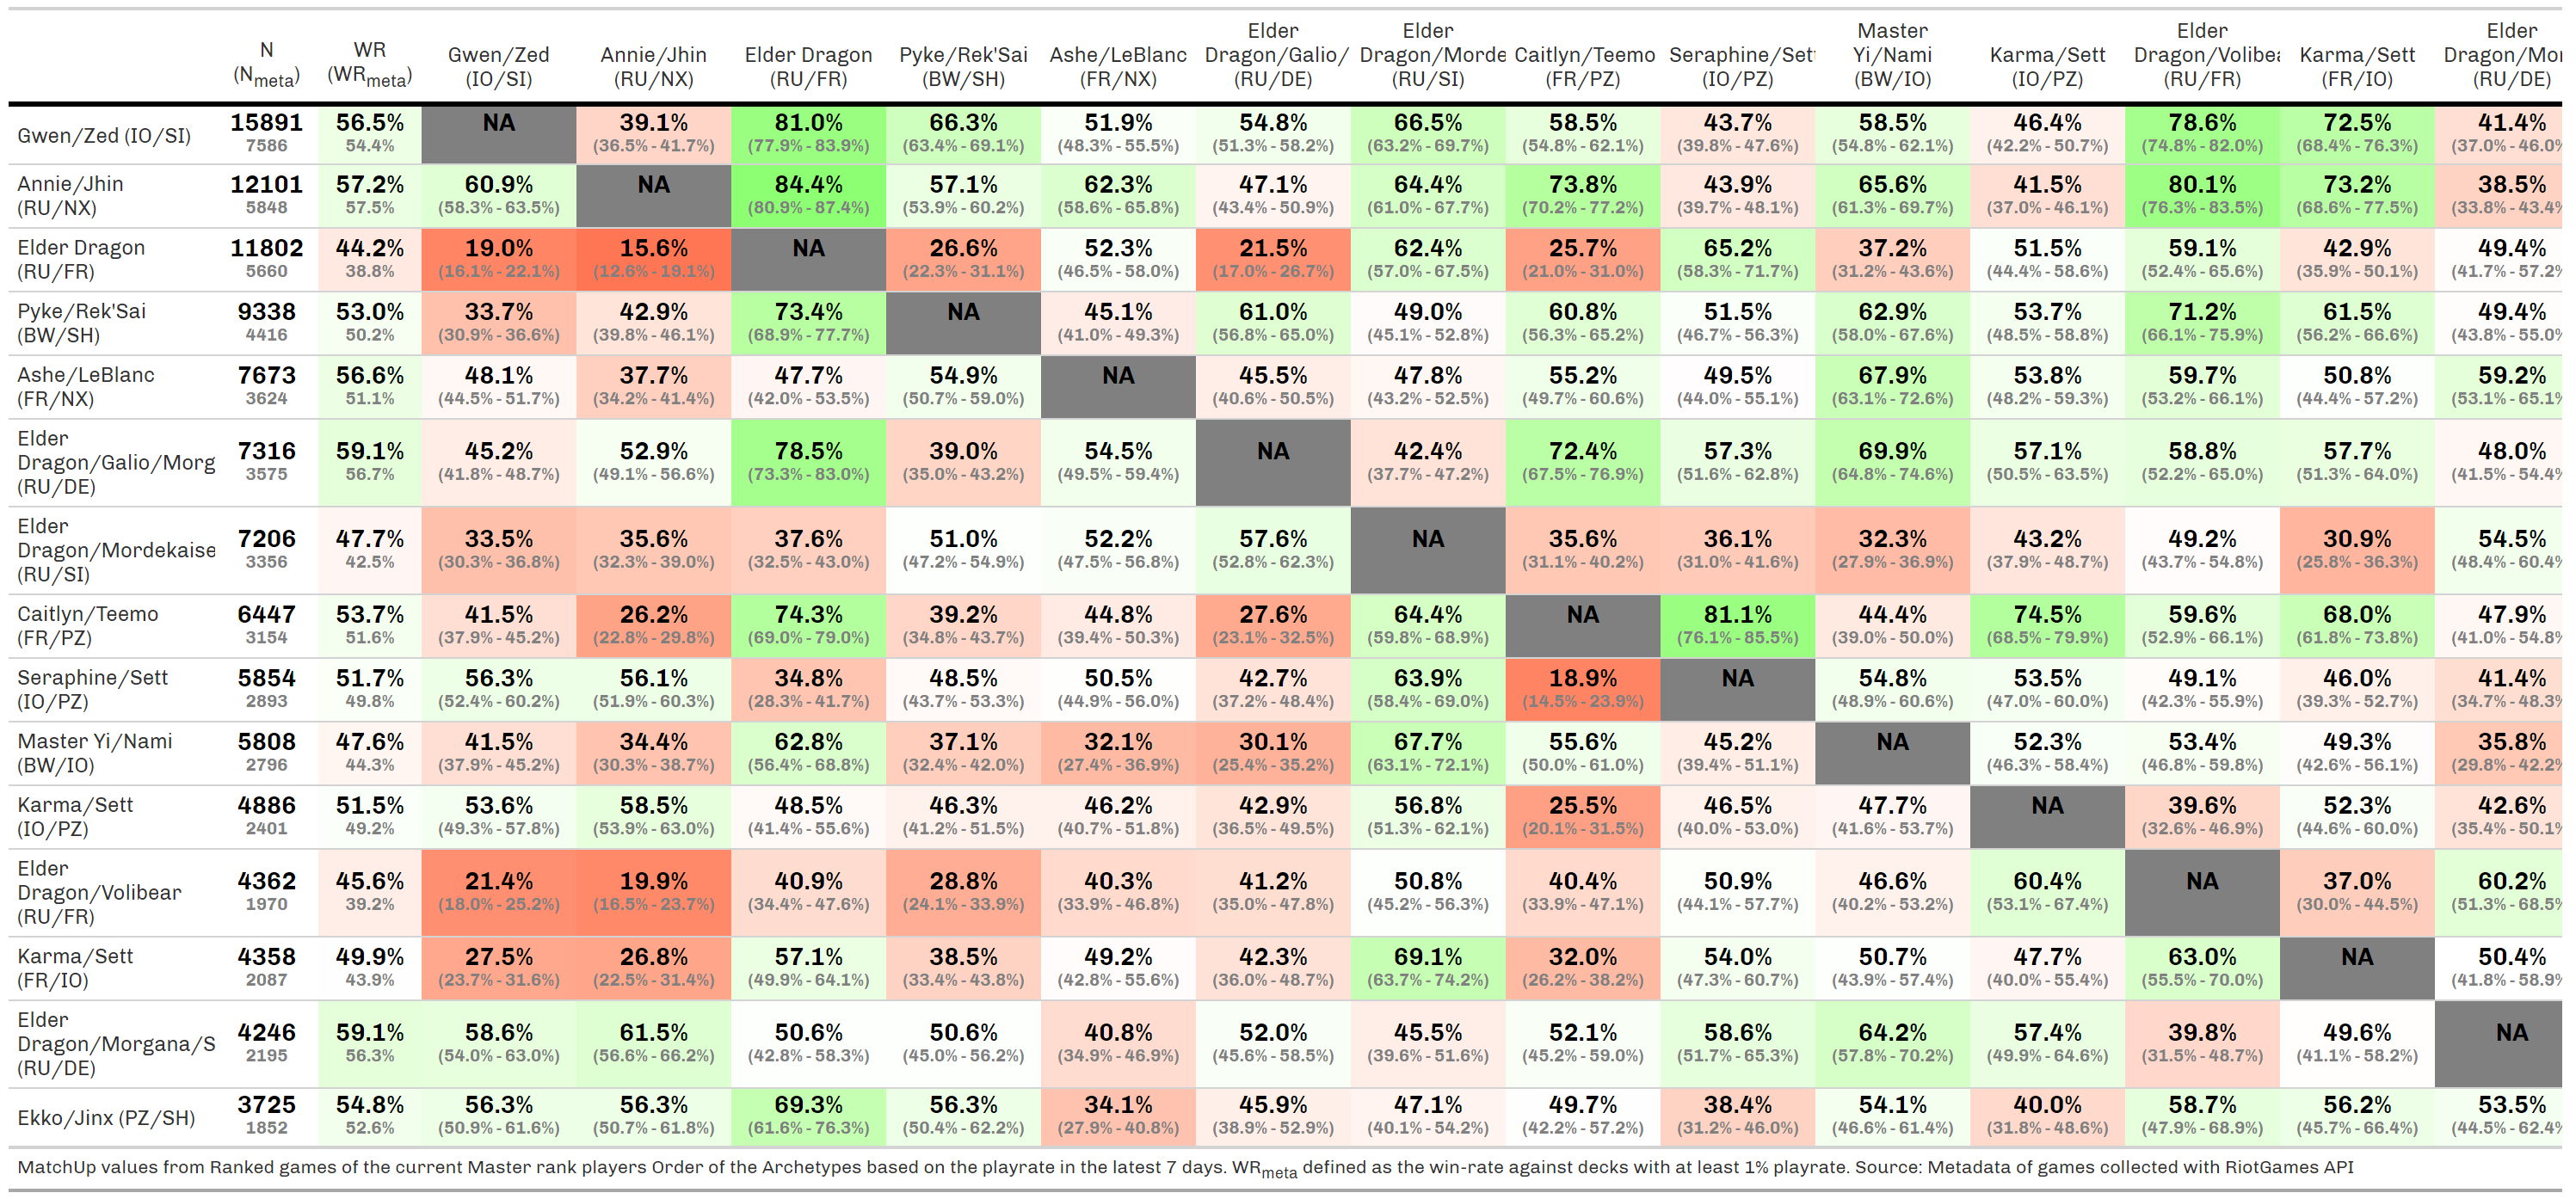 N (Nmeta) WR (WRmeta) Gwen/Zed (IO/SI) Annie/Jhin (RU/NX) Elder Dragon (RU/FR) Pyke/Rek'Sai (BW/SH) Ashe/LeBlanc (FR/NX) Elder Dragon/Galio/ (RU/DE) Elder Dragon/Morde (RU/SI) Caitlyn/Teemo (FR/PZ) Seraphine/Sett (IO/PZ) Master Yi/Nami (BW/IO) Karma/Sett (IO/PZ) Elder Dragon/Volibea (RU/FR) Karma/Sett (FR/IO) Elder Dragon/Mor (RU/DE)
Gwen/Zed (IO/SI) 15891 56.5% NA 39.1% 81.0% 66.3% 51.9% 54.8% 66.5% 58.5% 43.7% 58.5% 46.4% 78.6% 72.5% 41.4%
7586 54.4% (36.5% - 41.7%) (77.9% - 83.9%) (63.4% - 69.1%) (48.3% - 55.5%) (51.3% - 58.2%) (63.2% - 69.7%) (54.8% - 62.1%) (39.8% - 47.6%) (54.8% - 62.1%) (42.2% - 50.7%) (74.8% - 82.0%) (68.4% - 76.3%) (37.0% - 46.0%
Annie/Jhin 12101 57.2% 60.9% NA 84.4% 57.1% 62.3% 47.1% 64.4% 73.8% 43.9% 65.6% 41.5% 80.1% 73.2% 38.5%
(RU/NX) 5848 57.5% (58.3% - 63.5%) (80.9% - 87.4%) (53.9% - 60.2%) (58.6% - 65.8%) (43.4% - 50.9%) (61.0% - 67.7%) (70.2% - 77.2%) (39.7% - 48.1%) (61.3% - 69.7%) (37.0% - 46.1%) (76.3% - 83.5%) (68.6% - 77.5%) (33.8% - 43.4%
Elder Dragon 11802 44.2% 19.0% 15.6% NA 26.6% 52.3% 21.5% 62.4% 25.7% 65.2% 37.2% 51.5% 59.1% 42.9% 49.4%
(RU/FR) 5660 38.8% (16.1% - 22.1%) (12.6% - 19.1%) (22.3% - 31.1%) (46.5% - 58.0%) (17.0% - 26.7%) (57.0% - 67.5%) (21.0% - 31.0%) (58.3% - 71.7%) (31.2% - 43.6%) (44.4% - 58.6%) (52.4% - 65.6%) (35.9% - 50.1%) (41.7% - 57.2%
Pyke/Rek'Sai 9338 53.0% 33.7% 42.9% 73.4% NA 45.1% 61.0% 49.0% 60.8% 51.5% 62.9% 53.7% 71.2% 61.5% 49.4%
(BW/SH) 4416 50.2% (30.9% - 36.6%) (39.8% - 46.1%) (68.9% - 77.7%) (41.0% - 49.3%) (56.8% - 65.0%) (45.1% - 52.8%) (56.3% - 65.2%) (46.7% - 56.3%) (58.0% - 67.6%) (48.5% - 58.8%) (66.1% - 75.9%) (56.2% - 66.6%) (43.8% - 55.0%
Ashe/LeBlanc 7673 56.6% 48.1% 37.7% 47.7% 54.9% NA 45.5% 47.8% 55.2% 49.5% 67.9% 53.8% 59.7% 50.8% 59.2%
(FR/NX) 3624 51.1% (44.5% - 51.7%) (34.2% - 41.4%) (42.0% - 53.5%) (50.7% - 59.0%) (40.6% - 50.5%) (43.2% - 52.5%) (49.7% - 60.6%) (44.0% - 55.1%) (63.1% - 72.6%) (48.2% - 59.3%) (53.2% - 66.1%) (44.4% - 57.2%) (53.1% - 65.1%
Elder
Dragon/Galio/Morg 7316 59.1% 45.2% 52.9% 78.5% 39.0% 54.5% NA 42.4% 72.4% 57.3% 69.9% 57.1% 58.8% 57.7% 48.0%
(RU/DE) 3575 56.7% (41.8% - 48.7%) (49.1% - 56.6%) (73.3% - 83.0%) (35.0% - 43.2%) (49.5% - 59.4%) (37.7% - 47.2%) (67.5% - 76.9%) (51.6% - 62.8%) (64.8% - 74.6%) (50.5% - 63.5%) (52.2% - 65.0%) (51.3% - 64.0%) (41.5% - 54.4%
Elder
Dragon/Mordekaise 7206 47.7% 33.5% 35.6% 37.6% 51.0% 52.2% 57.6% NA 35.6% 36.1% 32.3% 43.2% 49.2% 30.9% 54.5%
(RU/SI) 3356 42.5% (30.3% - 36.8%) (32.3% - 39.0%) (32.5% - 43.0%) (47.2% - 54.9%) (47.5% - 56.8%) (52.8% - 62.3%) (31.1% - 40.2%) (31.0% - 41.6%) (27.9% - 36.9%) (37.9% - 48.7%) (43.7% - 54.8%) (25.8% - 36.3%) (48.4% - 60.4%
Caitlyn/Teemo 6447 53.7% 41.5% 26.2% 74.3% 39.2% 44.8% 27.6% 64.4% NA 81.1% 44.4% 74.5% 59.6% 68.0% 47.9%
(FR/PZ) 3154 51.6% (37.9% - 45.2%) (22.8% - 29.8%) (69.0% - 79.0%) (34.8% - 43.7%) (39.4% - 50.3%) (23.1% - 32.5%) (59.8% - 68.9%) (76.1% - 85.5%) (39.0% - 50.0%) (68.5% - 79.9%) (52.9% - 66.1%) (61.8% - 73.8%) (41.0% - 54.8%
Seraphine/Sett 5854 51.7% 56.3% 56.1% 34.8% 48.5% 50.5% 42.7% 63.9% 18.9% NA 54.8% 53.5% 49.1% 46.0% 41.4%
(IO/PZ) 2893 49.8% (52.4% - 60.2%) (51.9% - 60.3%) (28.3% - 41.7%) (43.7% - 53.3%) (44.9% - 56.0%) (37.2% - 48.4%) (58.4% - 69.0%) (14.5% - 23.9%) (48.9% - 60.6%) (47.0% - 60.0%) (42.3% - 55.9%) (39.3% - 52.7%) (34.7% - 48.3%
Master Yi/Nami 5808 47.6% 41.5% 34.4% 62.8% 37.1% 32.1% 30.1% 67.7% 55.6% 45.2% NA 52.3% 53.4% 49.3% 35.8%
(BW/IO) 2796 44.3% (37.9% - 45.2%) (30.3% - 38.7%) (56.4% - 68.8%) (32.4% - 42.0%) (27.4% - 36.9%) (25.4% - 35.2%) (63.1% - 72.1%) (50.0% - 61.0%) (39.4% - 51.1%) (46.3% - 58.4%) (46.8% - 59.8%) (42.6% - 56.1%) (29.8% - 42.2%
Karma/Sett 4886 51.5% 53.6% 58.5% 48.5% 46.3% 46.2% 42.9% 56.8% 25.5% 46.5% 47.7% NA 39.6% 52.3% 42.6%
(IO/PZ) 2401 49.2% (49.3% - 57.8%) (53.9% - 63.0%) (41.4% - 55.6%) (41.2% - 51.5%) (40.7% - 51.8%) (36.5% - 49.5%) (51.3% - 62.1%) (20.1% - 31.5%) (40.0% - 53.0%) (41.6% - 53.7%) (32.6% - 46.9%) (44.6% - 60.0%) (35.4% - 50.1%
Elder
Dragon/Volibear 4362 45.6% 21.4% 19.9% 40.9% 28.8% 40.3% 41.2% 50.8% 40.4% 50.9% 46.6% 60.4% NA 37.0% 60.2%
(RU/FR) 1970 39.2% (18.0% - 25.2%) (16.5% - 23.7%) (34.4% - 47.6%) (24.1% - 33.9%) (33.9% - 46.8%) (35.0% - 47.8%) (45.2% - 56.3%) (33.9% - 47.1%) (44.1% - 57.7%) (40.2% - 53.2%) (53.1% - 67.4%) (30.0% - 44.5%) (51.3% - 68.5%
Karma/Sett 4358 49.9% 27.5% 26.8% 57.1% 38.5% 49.2% 42.3% 69.1% 32.0% 54.0% 50.7% 47.7% 63.0% NA 50.4%
(FR/IO) 2087 43.9% (23.7% - 31.6%) (22.5% - 31.4%) (49.9% - 64.1%) (33.4% - 43.8%) (42.8% - 55.6%) (36.0% - 48.7%) (63.7% - 74.2%) (26.2% - 38.2%) (47.3% - 60.7%) (43.9% - 57.4%) (40.0% - 55.4%) (55.5% - 70.0%) (41.8% - 58.9%
Elder
Dragon/Morgana/S 4246 59.1% 58.6% 61.5% 50.6% 50.6% 40.8% 52.0% 45.5% 52.1% 58.6% 64.2% 57.4% 39.8% 49.6% NA
(RU/DE) 2195 56.3% (54.0% - 63.0%) (56.6% - 66.2%) (42.8% - 58.3%) (45.0% - 56.2%) (34.9% - 46.9%) (45.6% - 58.5%) (39.6% - 51.6%) (45.2% - 59.0%) (51.7% - 65.3%) (57.8% - 70.2%) (49.9% - 64.6%) (31.5% - 48.7%) (41.1% - 58.2%)
Ekko/Jinx (PZ/SH) 3725 54.8% 56.3% 56.3% 69.3% 56.3% 34.1% 45.9% 47.1% 49.7% 38.4% 54.1% 40.0% 58.7% 56.2% 53.5%
1852 52.6% (50.9% - 61.6%) (50.7% - 61.8%) (61.6% - 76.3%) (50.4% - 62.2%) (27.9% - 40.8%) (38.9% - 52.9%) (40.1% - 54.2%) (42.2% - 57.2%) (31.2% - 46.0%) (46.6% - 61.4%) (31.8% - 48.6%) (47.9% - 68.9%) (45.7% - 66.4%) (44.5% - 62.4%
MatchUp values from Ranked games of the current Master rank players Order of the Archetypes based on the playrate in the latest 7 days. WRmeta defined as the win-rate against decks with at least 1% playrate. Source: Metadata of games collected with RiotGames API